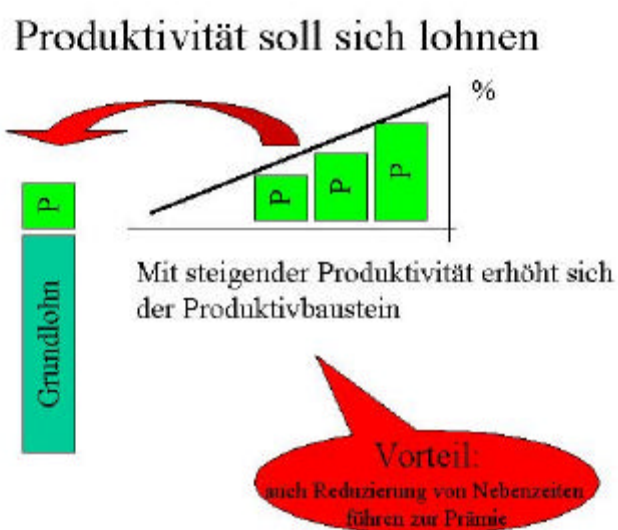 Produktivität soll sich lohnen
%
P
P
P
P
Grundlohn
Mit steigender Produktivität erhöht sich
der Produktivbaustein
Vorteil:
auch Reduzierung von Nebenzeiten
führen zur Prämie